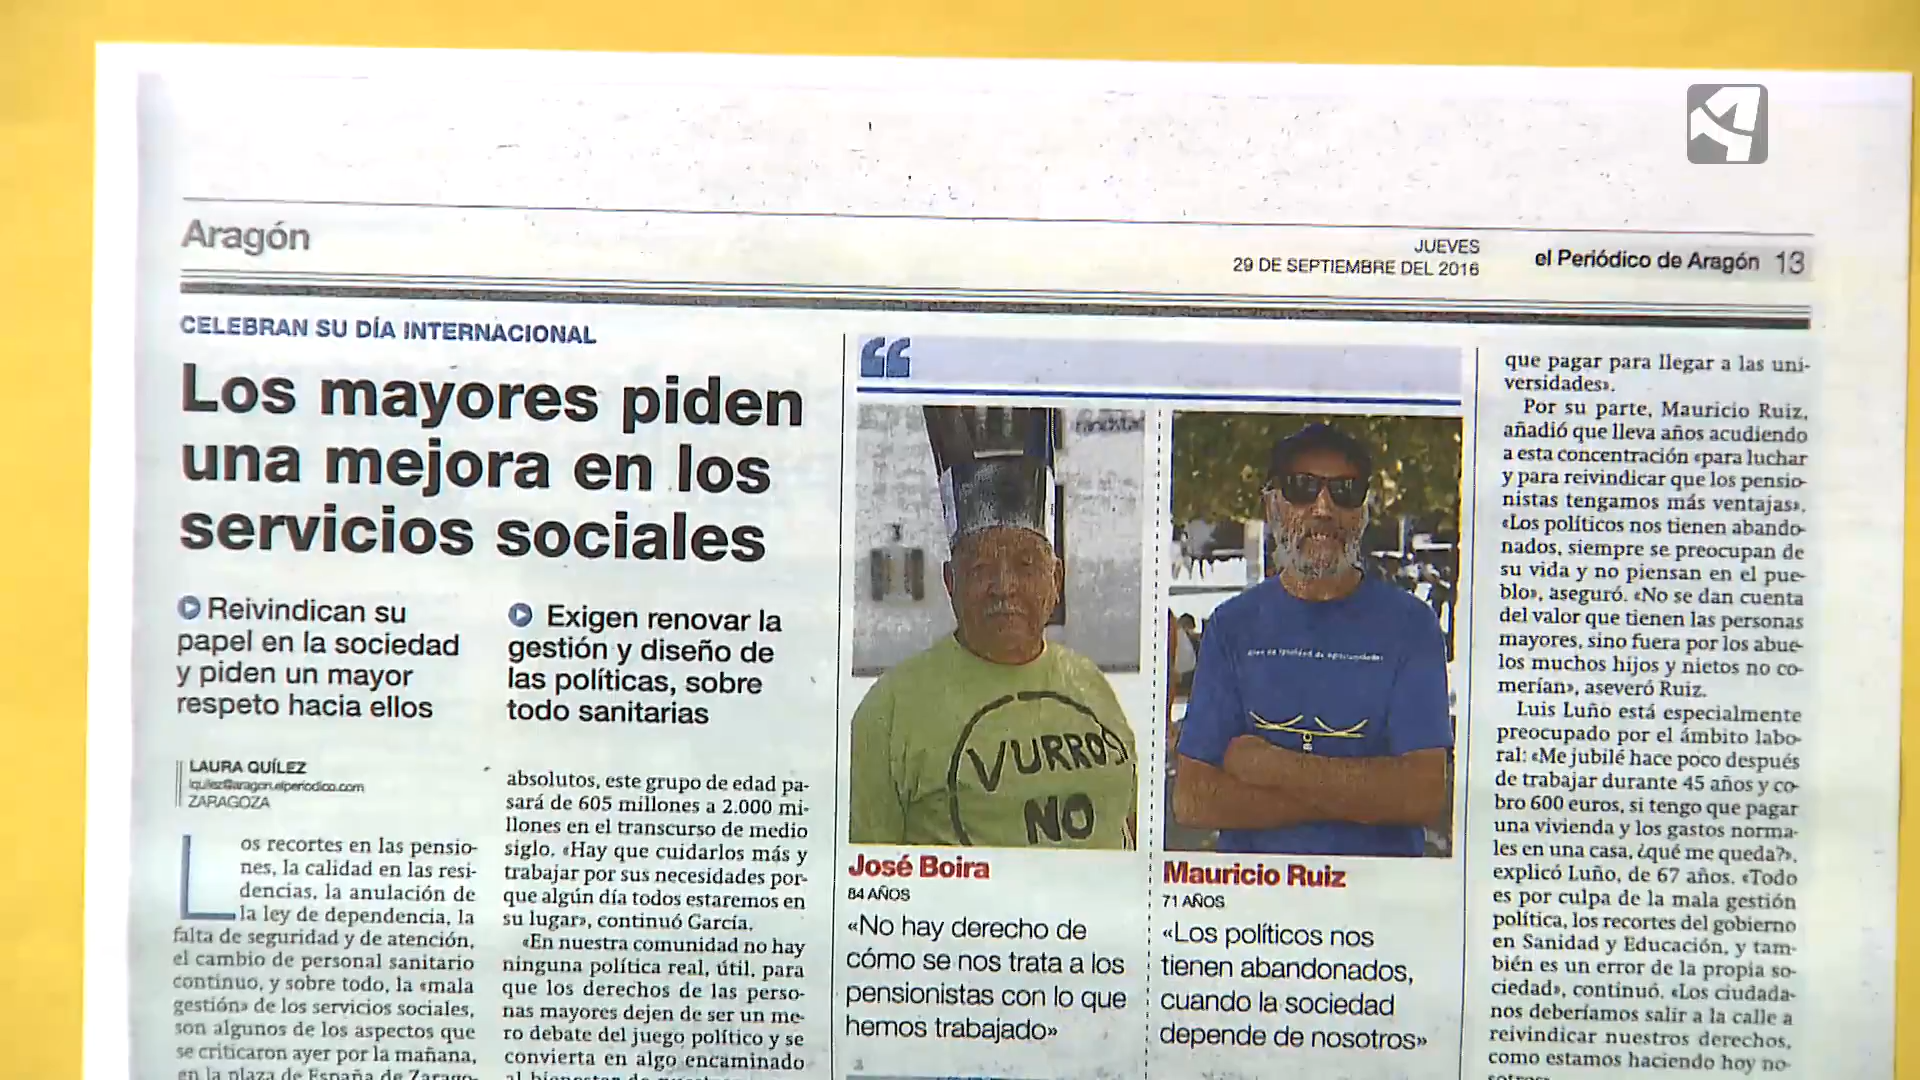 Aragón
JUEVES
29 DE SEPTIEMBRE DEL 2016
el Periódico de Aragón 13
CELEBRAN SU DÍA INTERNACIONAL
Los mayores piden
una mejora en los
servicios sociales
Reivindican su
papel en la sociedad
y piden un mayor
respeto hacia ellos
Exigen renovar la
gestión y diseño de
las políticas, sobre
todo sanitarias
LAURA QUÍLEZ
lquilez@aragon.elperiodico.com
ZARAGOZA
Los recortes en las pensio-
nes, la calidad en las resi-
dencias, la anulación de
la ley de dependencia, la
falta de seguridad y de atención,
el cambio de personal sanitario
continuo, y sobre todo, la «mala
gestión» de los servicios sociales,
son algunos de los aspectos que
se criticaron ayer por la mañana,
en la plaza de España de Zarago-
absolutos, este grupo de edad pa-
sará de 605 millones a 2.000 mi-
llones en el transcurso de medio
siglo. «Hay que cuidarlos más y
trabajar por sus necesidades por-
que algún día todos estaremos en
su lugar», continuó García.
«En nuestra comunidad no hay
ninguna política real, útil, para
que los derechos de las perso-
nas mayores dejen de ser un me-
ro debate del juego político y se
convierta en algo encaminado
“
randstad
VURROS
NO
José Boira
84 AÑOS
«No hay derecho de
cómo se nos trata a los
pensionistas con lo que
hemos trabajado»
Mauricio Ruiz
71 AÑOS
«Los políticos nos
tienen abandonados,
cuando la sociedad
depende de nosotros»
que pagar para llegar a las uni-
versidades».
Por su parte, Mauricio Ruiz,
añadió que lleva años acudiendo
a esta concentración «para luchar
y para reivindicar que los pensio-
nistas tengamos más ventajas».
«Los políticos nos tienen abando-
nados, siempre se preocupan de
su vida y no piensan en el pue-
blo», aseguró. «No se dan cuenta
del valor que tienen las personas
mayores, sino fuera por los abue-
los muchos hijos y nietos no co-
merían», aseveró Ruiz.
Luis Luño está especialmente
preocupado por el ámbito labo-
ral: «Me jubilé hace poco después
de trabajar durante 45 años y co-
bro 600 euros, si tengo que pagar
una vivienda y los gastos norma-
les en una casa, ¿qué me queda?»,
explicó Luño, de 67 años. «Todo
es por culpa de la mala gestión
política, los recortes del gobierno
en Sanidad y Educación, y tam-
bién es un error de la propia so-
ciedad», continuó. «Los ciudada-
nos deberíamos salir a la calle a
reivindicar nuestros derechos,
como estamos haciendo hoy no-